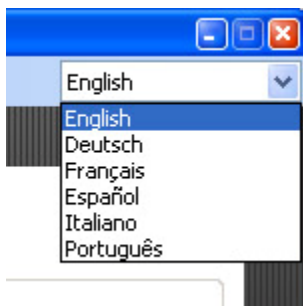 English
English
Deutsch
Français
Español
Italiano
Português